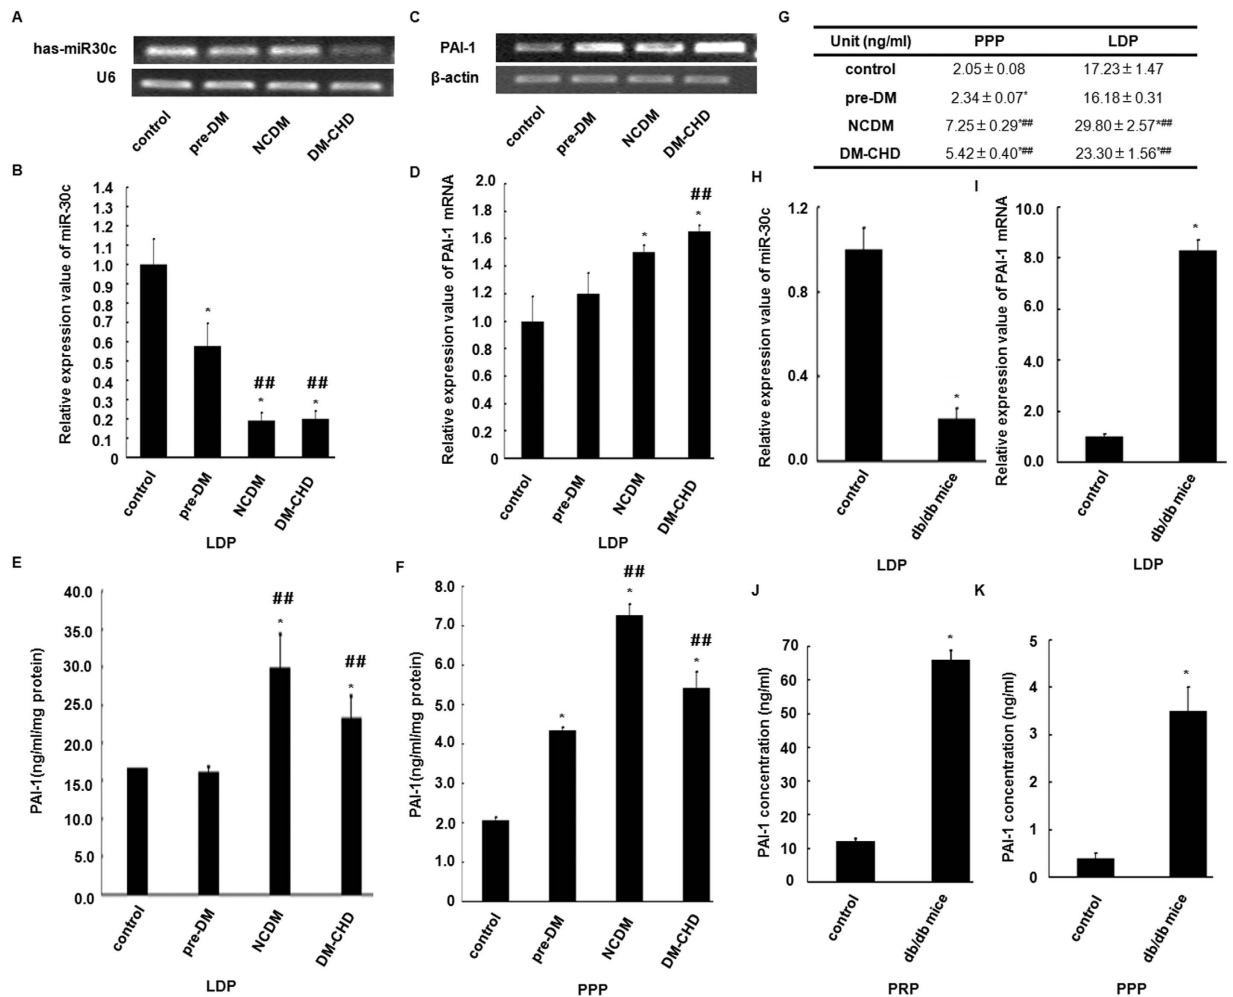 A
has-miR30c
U6
control
pre-DM
NCDM
DM-CHD
C
PAI-1
β-actin
control
pre-DM
NCDM
DM-CHD
G
Unit (ng/ml) PPP LDP
control 2.05±0.08 17.23±1.47
pre-DM 2.34±0.07* 16.18±0.31
NCDM 7.25±0.29*## 29.80±2.57*##
DM-CHD 5.42±0.40*## 23.30±1.56*##
B
Relative expression value of miR-30c
1.4
1.3
1.2
1.1
1.0
0.9
0.8
0.7
0.6
0.5
0.4
0.3
0.2
0.1
0
*
##
*
##
*
control
pre-DM
NCDM
DM-CHD
LDP
D
Relative expression value of PAI-1 mRNA
2.0
1.8
1.6
1.4
1.2
1.0
0.8
0.6
0.4
0.2
0
*
##
*
control
pre-DM
NCDM
DM-CHD
LDP
H
Relative expression value of miR-30c
1.2
0.8
0.4
0.0
*
control
db/db mice
LDP
I
Relative expression value of PAI-1 mRNA
10.0
8.0
6.0
4.0
2.0
0.0
*
control
db/db mice
LDP
E
PAI-1(ng/ml/mg protein)
40.0
35.0
30.0
25.0
20.0
15.0
10.0
5.0
0.0
##
*
##
*
control
pre-DM
NCDM
DM-CHD
LDP
F
PAI-1(ng/ml/mg protein)
8.0
7.0
6.0
5.0
4.0
3.0
2.0
1.0
0
*
##
*
##
*
control
pre-DM
NCDM
DM-CHD
PPP
J
PAI-1 concentration (ng/ml)
70
60
50
40
30
20
10
0
*
control
db/db mice
PRP
K
PAI-1 concentration (ng/ml)
5
4
3
2
1
0
*
control
db/db mice
PPP